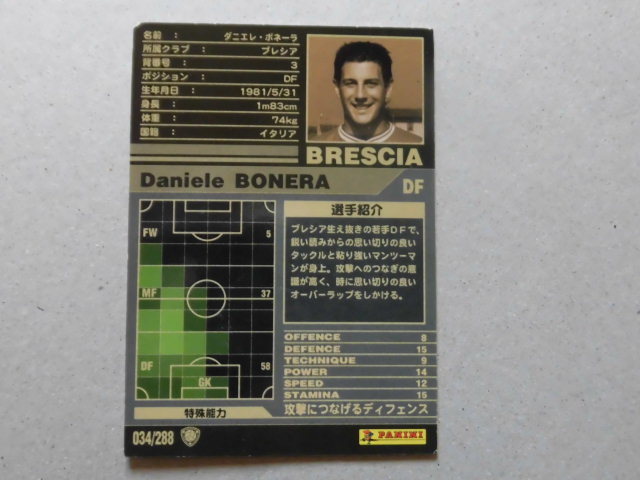 名前 : ダニエレ・ボネーラ
所属クラブ : ブレシア
背番号 : 3
ポジション : DF
生年月日 : 1981/5/31
身長 : 1m83cm
体重 : 74kg
国籍 : イタリア
BRESCIA
Daniele BONERA
DF
FW 5
MF 37
DF 58
GK
特殊能力
選手紹介
ブレシア生え抜きの若手DFで、
鋭い読みからの思い切りの良い
タックルと粘り強いマンツーマ
ンが身上。攻撃へのつなぎの意
識が高く、時に思い切りの良い
オーバーラップをしかける。
OFFENCE 8
DEFENCE 15
TECHNIQUE 9
POWER 14
SPEED 12
STAMINA 15
攻撃につなげるディフェンス
034/288
PANINI